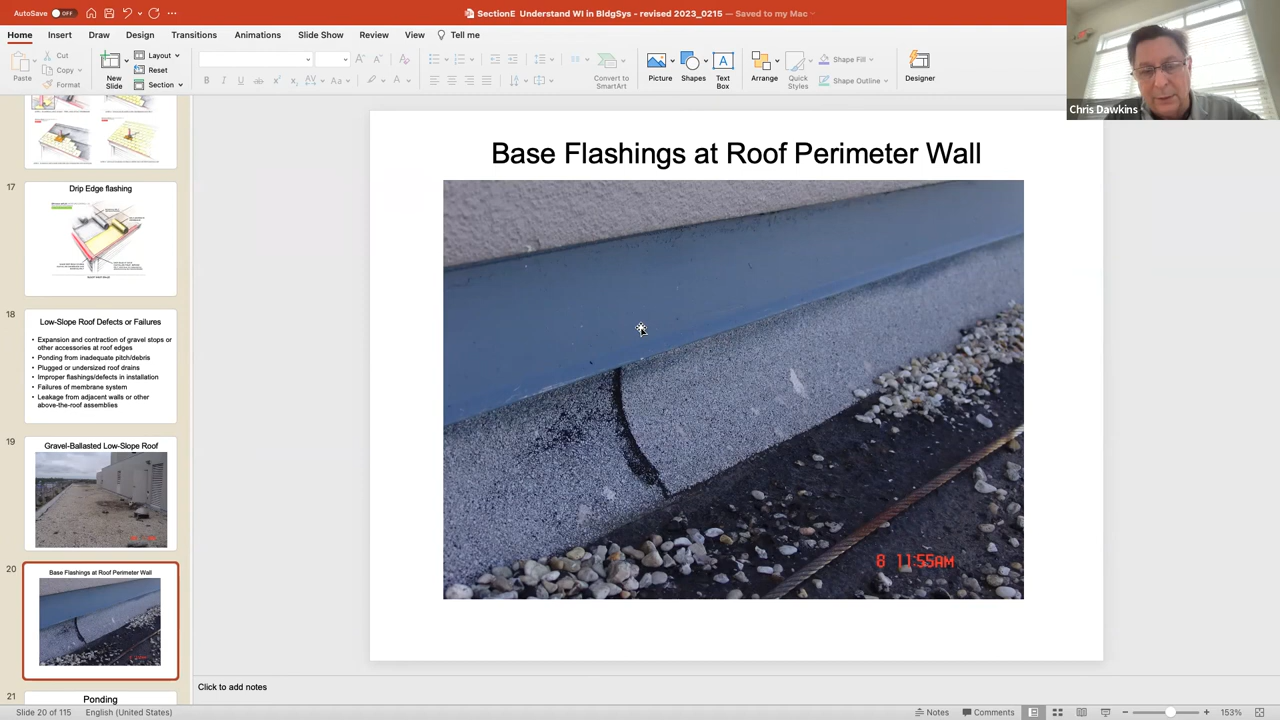 AutoSave OFF
SectionE Understand WI in BldgSys - revised 2023_0215 — Saved to my Mac
Home Insert Draw Design Transitions Animations Slide Show Review View Tell me
Paste
Cut
Copy
Format
New Slide
Layout
Reset
Section
Convert to SmartArt
Picture
Shapes
Text Box
Arrange
Quick Styles
Shape Fill
Shape Outline
Designer
Chris Dawkins
17
Drip Edge flashing
18
Low-Slope Roof Defects or Failures
• Expansion and contraction of gravel stops or
other accessories at roof edges
• Ponding from inadequate pitch/debris
• Plugged or undersized roof drains
• Improper flashings/defects in installation
• Failures of membrane system
• Leakage from adjacent walls or other
above-the-roof assemblies
19
Gravel-Ballasted Low-Slope Roof
20
Base Flashings at Roof Perimeter Wall
21
Ponding
Base Flashings at Roof Perimeter Wall
8 11:55AM
Click to add notes
Slide 20 of 115 English (United States)
Notes Comments 153%